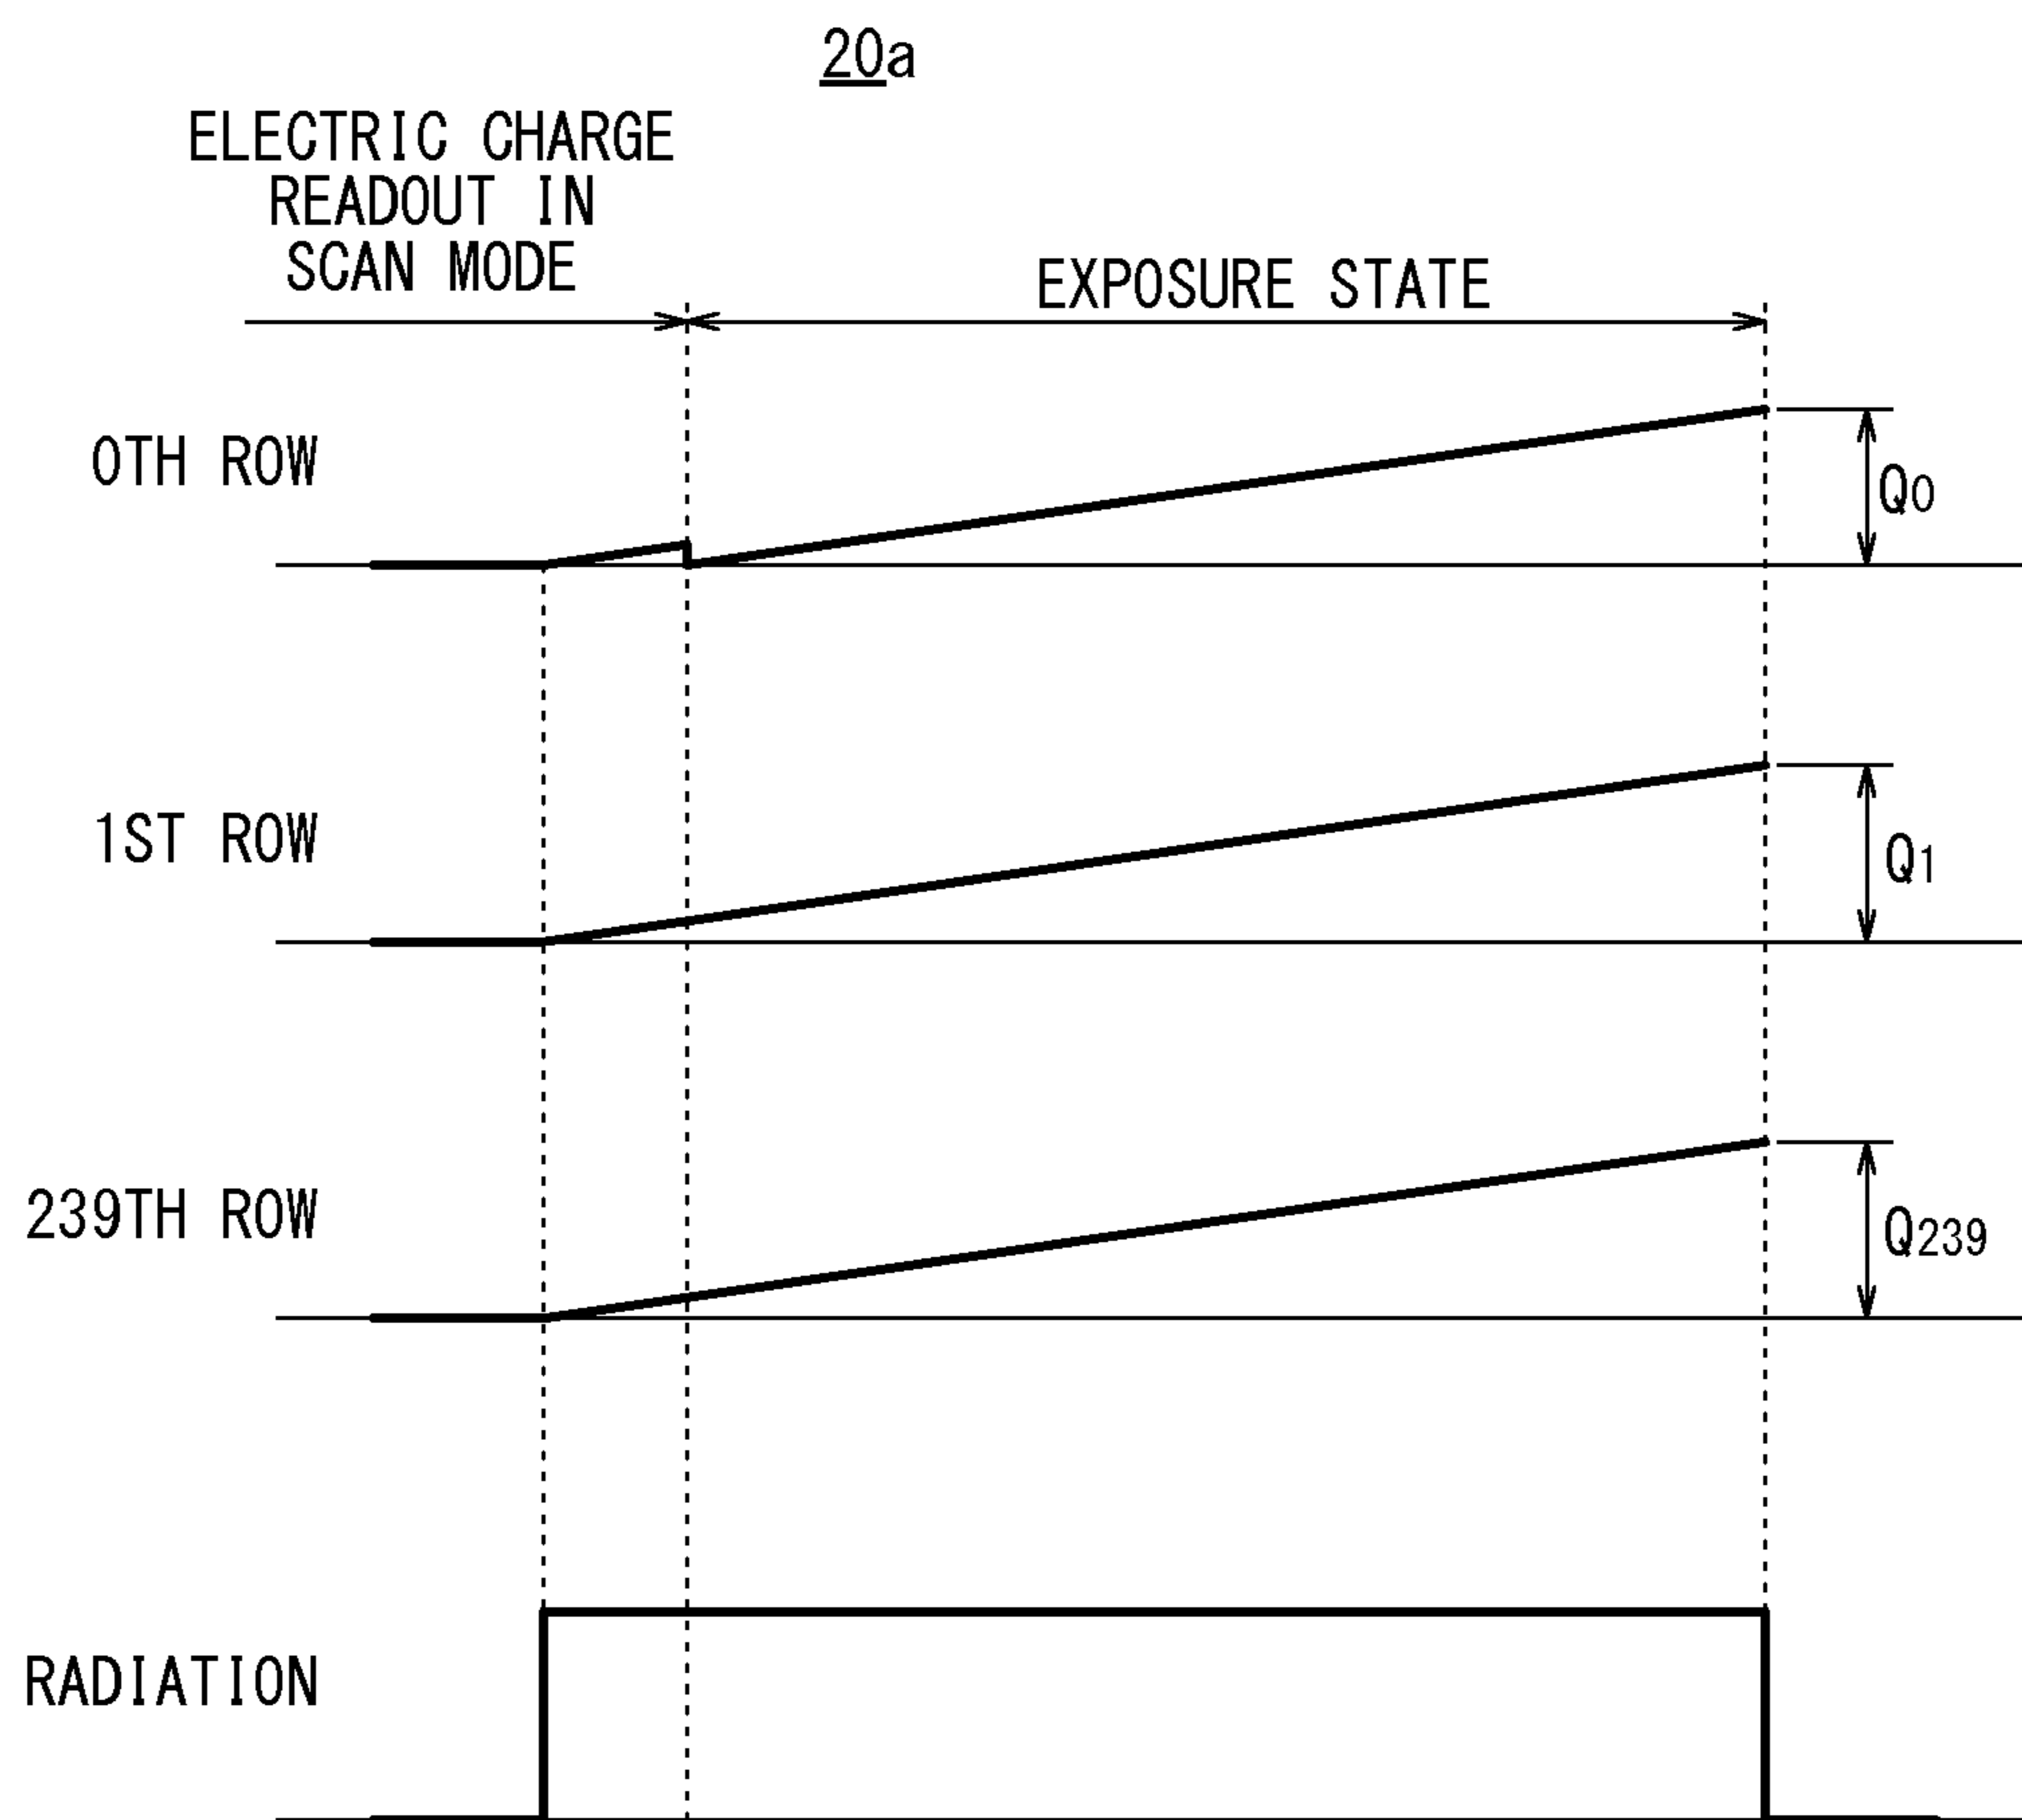 20a
ELECTRIC CHARGE
READOUT IN
SCAN MODE
EXPOSURE STATE
0TH ROW
Q0
1ST ROW
Q1
239TH ROW
Q239
RADIATION